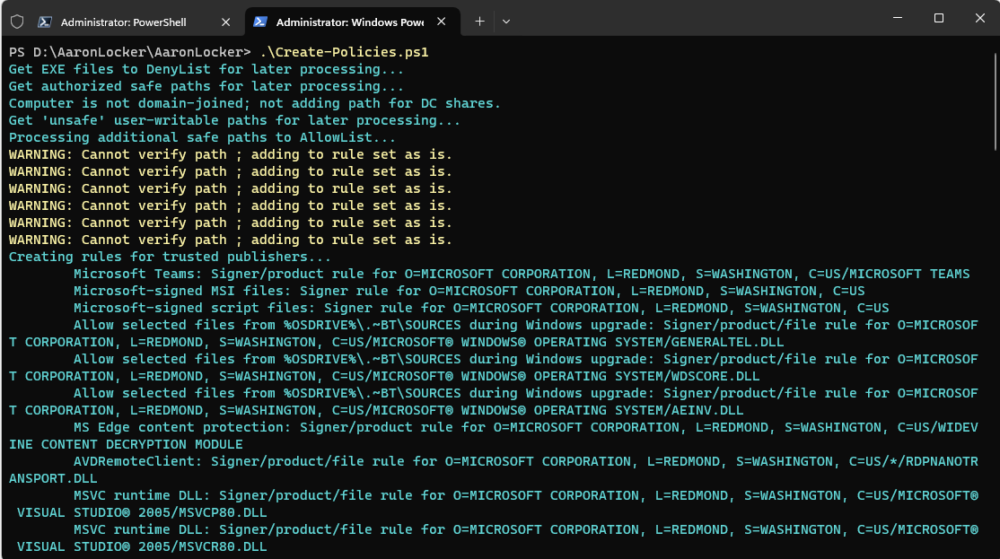 Administrator: PowerShell
Administrator: Windows Powe
PS D:\AaronLocker\AaronLocker> .\Create-Policies.ps1
Get EXE files to DenyList for later processing...
Get authorized safe paths for later processing...
Computer is not domain-joined; not adding path for DC shares.
Get 'unsafe' user-writable paths for later processing...
Processing additional safe paths to AllowList...
WARNING: Cannot verify path ; adding to rule set as is.
WARNING: Cannot verify path ; adding to rule set as is.
WARNING: Cannot verify path ; adding to rule set as is.
WARNING: Cannot verify path ; adding to rule set as is.
WARNING: Cannot verify path ; adding to rule set as is.
WARNING: Cannot verify path ; adding to rule set as is.
Creating rules for trusted publishers...
Microsoft Teams: Signer/product rule for O=MICROSOFT CORPORATION, L=REDMOND, S=WASHINGTON, C=US/MICROSOFT TEAMS
Microsoft-signed MSI files: Signer rule for O=MICROSOFT CORPORATION, L=REDMOND, S=WASHINGTON, C=US
Microsoft-signed script files: Signer rule for O=MICROSOFT CORPORATION, L=REDMOND, S=WASHINGTON, C=US
Allow selected files from %OSDRIVE%\.~BT\SOURCES during Windows upgrade: Signer/product/file rule for O=MICROSOF
T CORPORATION, L=REDMOND, S=WASHINGTON, C=US/MICROSOFT® WINDOWS® OPERATING SYSTEM/GENERALTEL.DLL
Allow selected files from %OSDRIVE%\.~BT\SOURCES during Windows upgrade: Signer/product/file rule for O=MICROSOF
T CORPORATION, L=REDMOND, S=WASHINGTON, C=US/MICROSOFT® WINDOWS® OPERATING SYSTEM/WDSCORE.DLL
Allow selected files from %OSDRIVE%\.~BT\SOURCES during Windows upgrade: Signer/product/file rule for O=MICROSOF
T CORPORATION, L=REDMOND, S=WASHINGTON, C=US/MICROSOFT® WINDOWS® OPERATING SYSTEM/AEINV.DLL
MS Edge content protection: Signer/product rule for O=MICROSOFT CORPORATION, L=REDMOND, S=WASHINGTON, C=US/WIDEV
INE CONTENT DECRYPTION MODULE
AVDRemoteClient: Signer/product/file rule for O=MICROSOFT CORPORATION, L=REDMOND, S=WASHINGTON, C=US/*/RDPNANOTR
ANSPORT.DLL
MSVC runtime DLL: Signer/product/file rule for O=MICROSOFT CORPORATION, L=REDMOND, S=WASHINGTON, C=US/MICROSOFT®
VISUAL STUDIO® 2005/MSVCP80.DLL
MSVC runtime DLL: Signer/product/file rule for O=MICROSOFT CORPORATION, L=REDMOND, S=WASHINGTON, C=US/MICROSOFT®
VISUAL STUDIO® 2005/MSVCR80.DLL